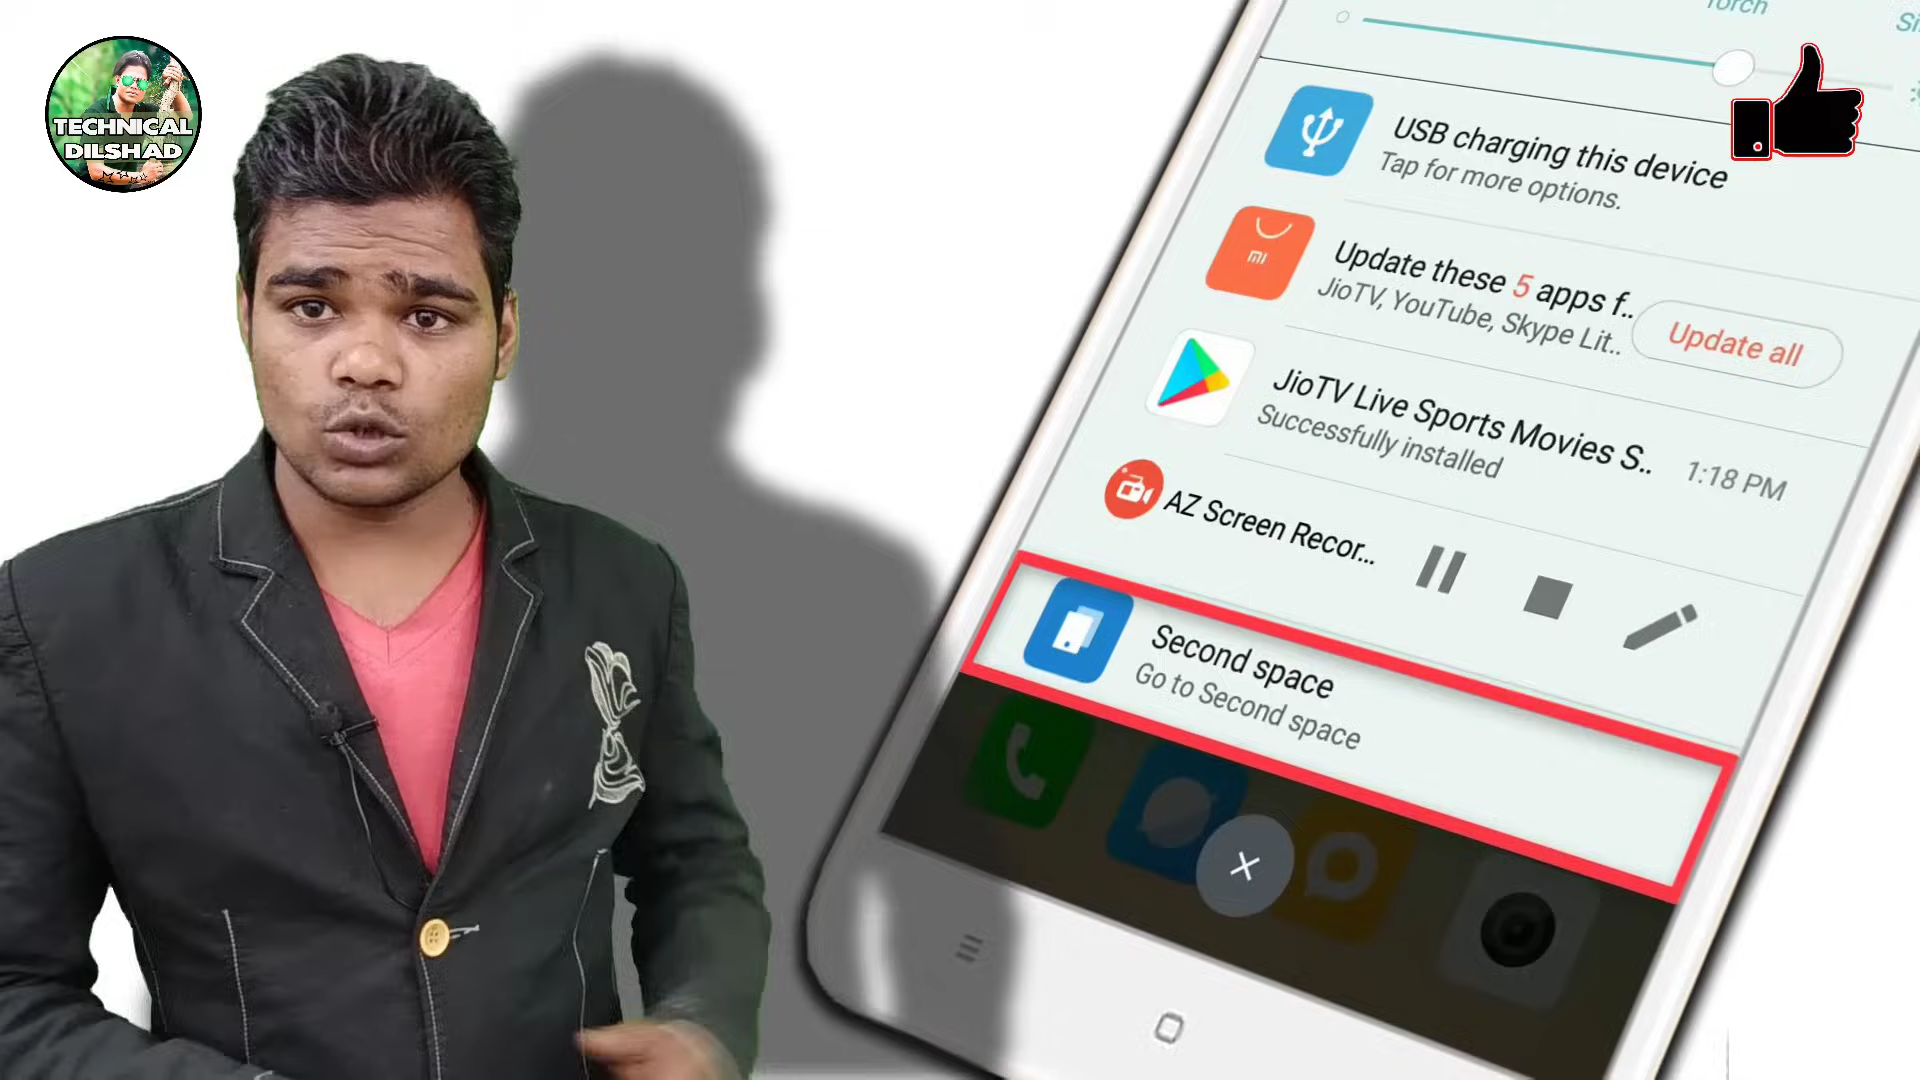 TECHNICAL
DILSHAD
Torch
USB charging this device
Tap for more options.
mi
Update these 5 apps f..
JioTV, YouTube, Skype Lit..
Update all
JioTV Live Sports Movies S..
Successfully installed
1:18 PM
AZ Screen Recor...
Second space
Go to Second space